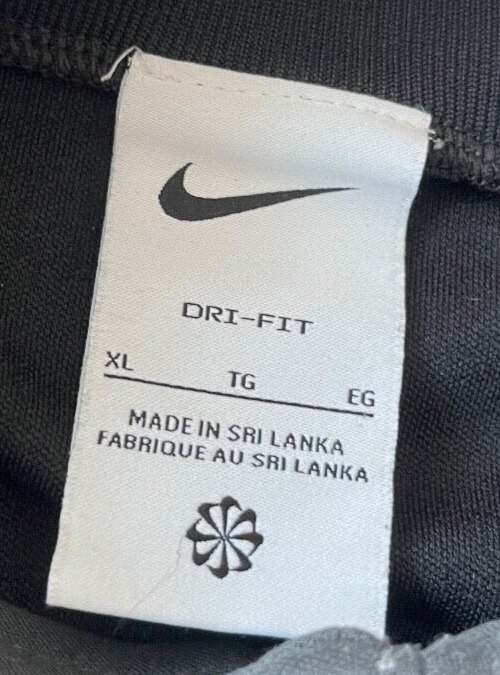 DRI-FIT
XL TG EG
MADE IN SRI LANKA
FABRIQUE AU SRI LANKA